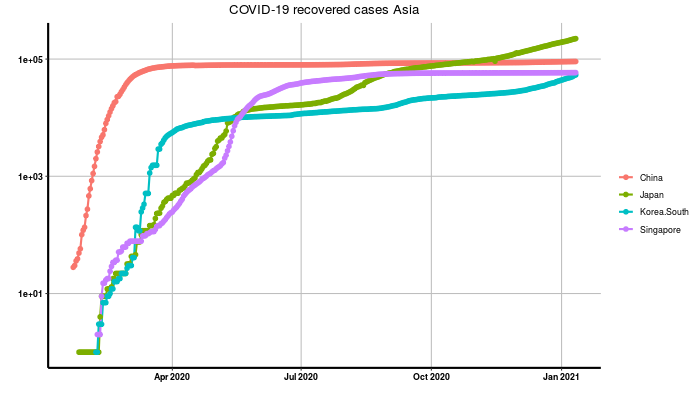 COVID-19 recovered cases Asia
1e+05
1e+03
1e+01
Apr 2020 Jul 2020 Oct 2020 Jan 2021
China
Japan
Korea.South
Singapore